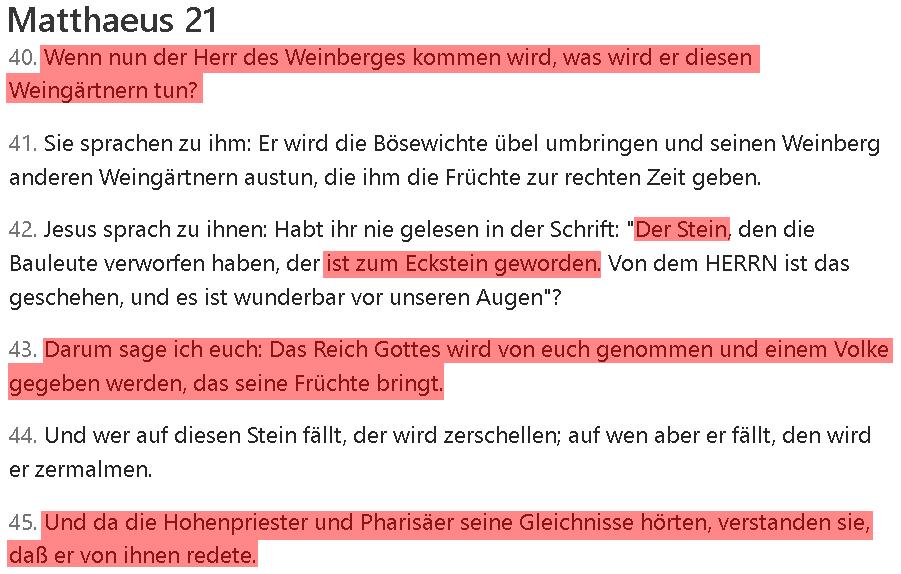 Matthaeus 21
40. Wenn nun der Herr des Weinberges kommen wird, was wird er diesen
Weingärtnern tun?
41. Sie sprachen zu ihm: Er wird die Bösewichte übel umbringen und seinen Weinberg
anderen Weingärtnern austun, die ihm die Früchte zur rechten Zeit geben.
42. Jesus sprach zu ihnen: Habt ihr nie gelesen in der Schrift: "Der Stein, den die
Bauleute verworfen haben, der ist zum Eckstein geworden. Von dem HERRN ist das
geschehen, und es ist wunderbar vor unseren Augen"?
43. Darum sage ich euch: Das Reich Gottes wird von euch genommen und einem Volke
gegeben werden, das seine Früchte bringt.
44. Und wer auf diesen Stein fällt, der wird zerschellen; auf wen aber er fällt, den wird
er zermalmen.
45. Und da die Hohenpriester und Pharisäer seine Gleichnisse hörten, verstanden sie,
daß er von ihnen redete.